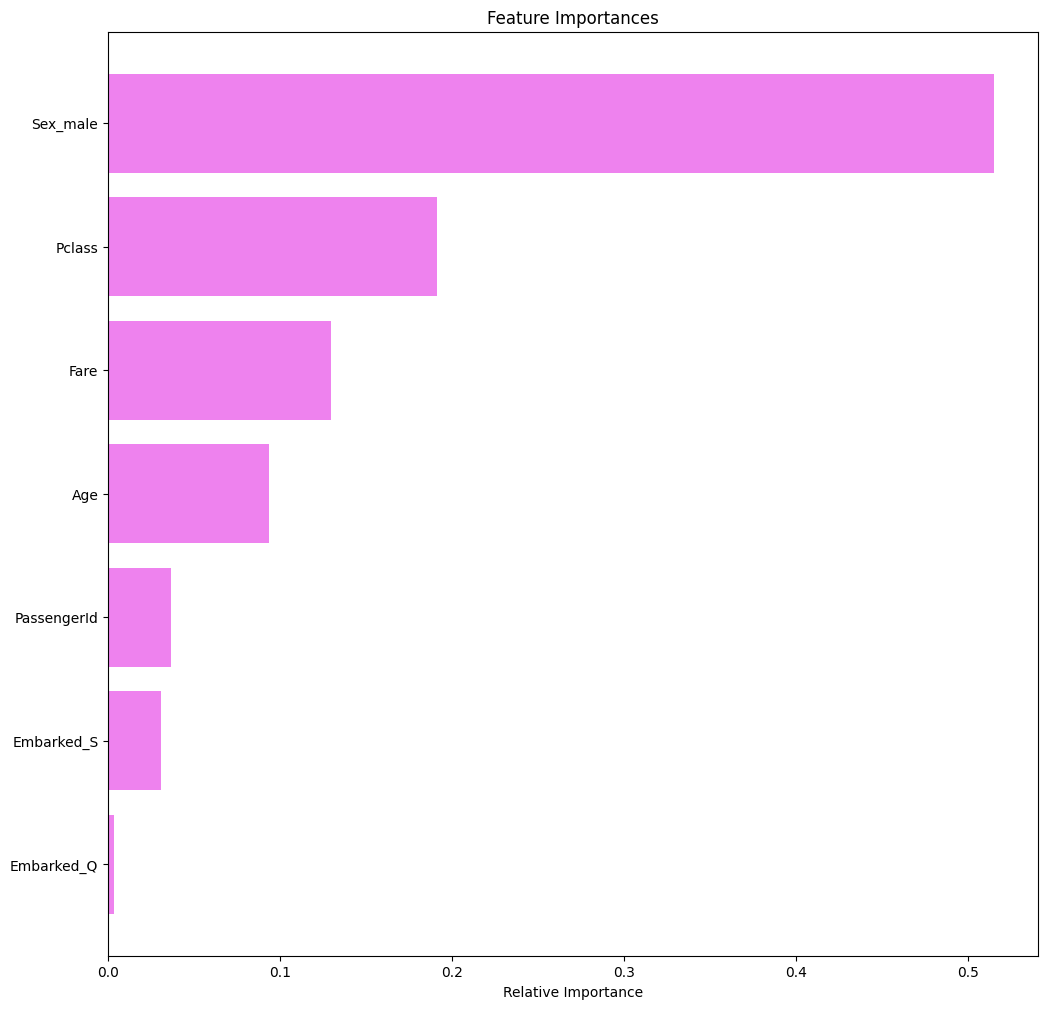 Feature Importances
Sex_male
Pclass
Fare
Age
PassengerId
Embarked_S
Embarked_Q
0.0 0.1 0.2 0.3 0.4 0.5
Relative Importance